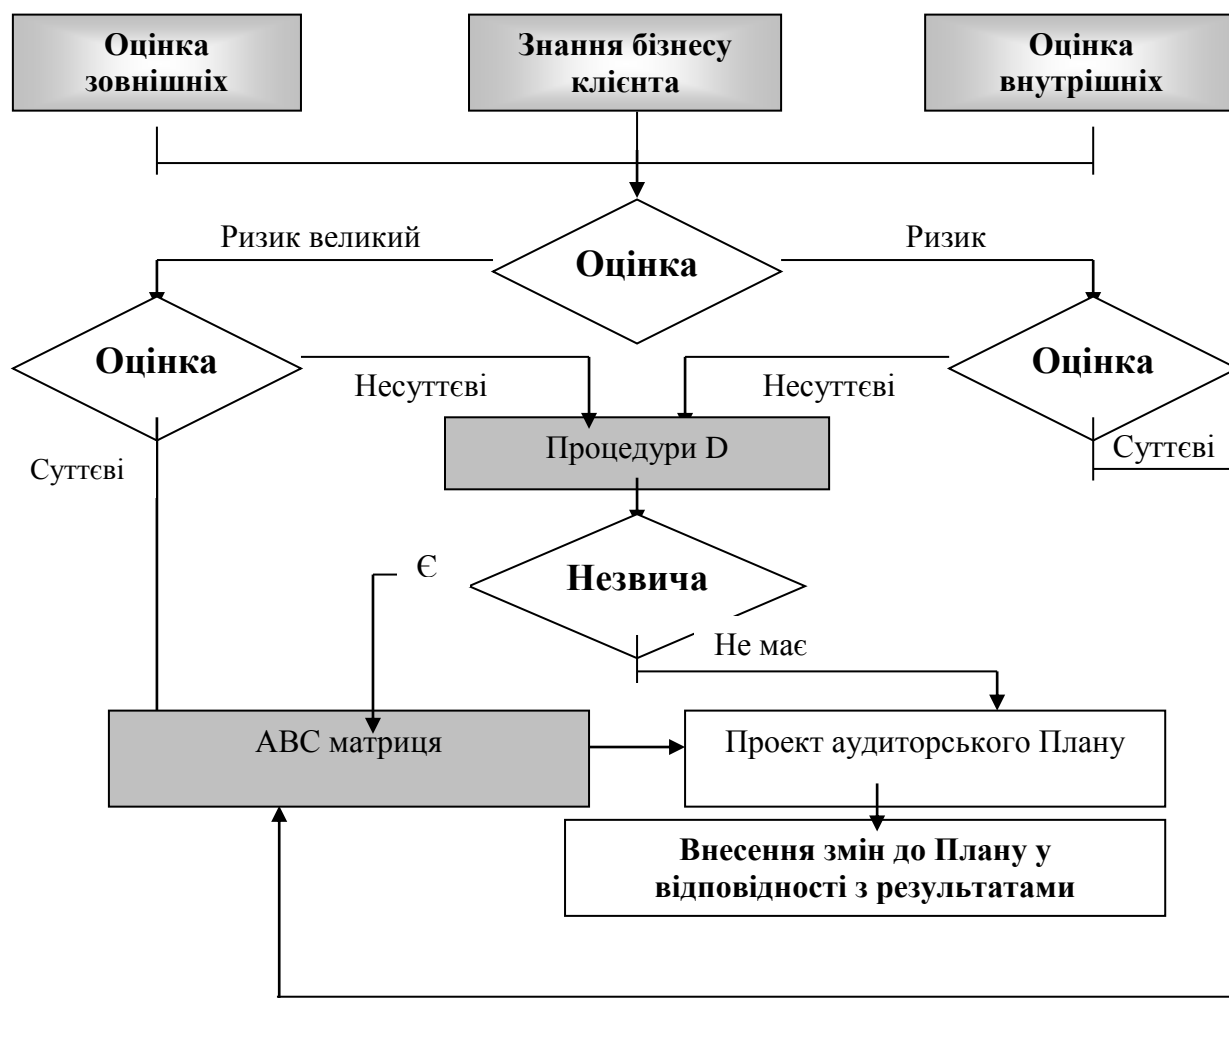 Оцінка
зовнішніх
Знання бізнесу
клієнта
Оцінка
внутрішніх
Ризик великий
Ризик
Оцінка
Оцінка
Оцінка
Несуттєві
Несуттєві
Суттєві
Процедури D
Суттєві
Є
Незвича
Не має
АВС матриця
Проект аудиторського Плану
Внесення змін до Плану у
відповідності з результатами